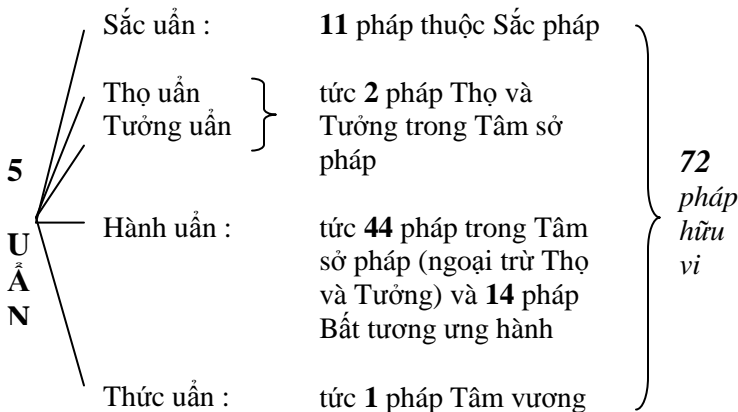 Sắc uẩn : 11 pháp thuộc Sắc pháp
Thọ uẩn tức 2 pháp Thọ và
Tưởng uẩn Tưởng trong Tâm sở
pháp
5
UẨN
Hành uẩn : tức 44 pháp trong Tâm
sở pháp (ngoại trừ Thọ
và Tưởng) và 14 pháp
Bất tương ưng hành
Thức uẩn : tức 1 pháp Tâm vương
72
pháp
hữu
vi